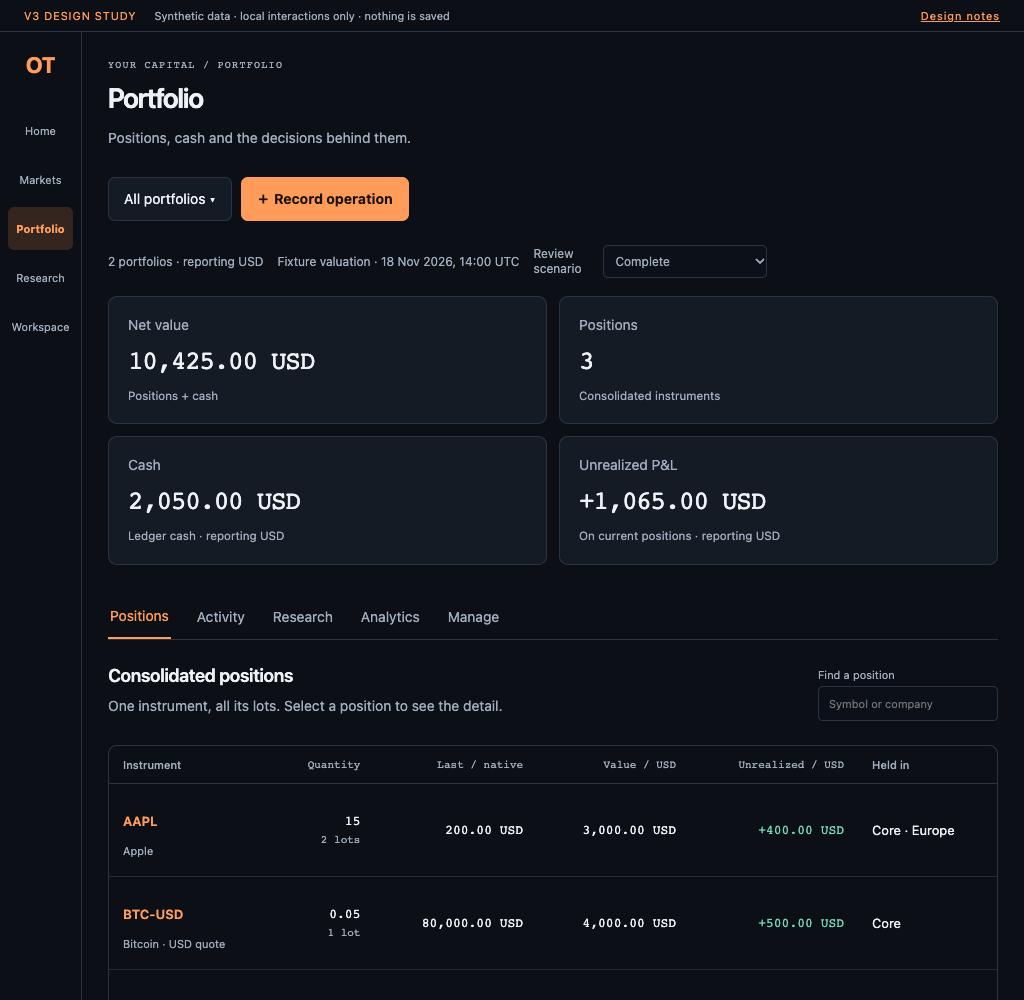 V3 DESIGN STUDY Synthetic data · local interactions only · nothing is saved Design notes
OT
Home
Markets
Portfolio
Research
Workspace
YOUR CAPITAL / PORTFOLIO
Portfolio
Positions, cash and the decisions behind them.
All portfolios ▾ + Record operation
2 portfolios · reporting USD Fixture valuation · 18 Nov 2026, 14:00 UTC Review scenario Complete
Net value
10,425.00 USD
Positions + cash
Positions
3
Consolidated instruments
Cash
2,050.00 USD
Ledger cash · reporting USD
Unrealized P&L
+1,065.00 USD
On current positions · reporting USD
Positions Activity Research Analytics Manage
Consolidated positions
One instrument, all its lots. Select a position to see the detail.
Find a position
Symbol or company
Instrument Quantity Last / native Value / USD Unrealized / USD Held in
AAPL 15 200.00 USD 3,000.00 USD +400.00 USD Core · Europe
Apple 2 lots
BTC-USD 0.05 80,000.00 USD 4,000.00 USD +500.00 USD Core
Bitcoin · USD quote 1 lot